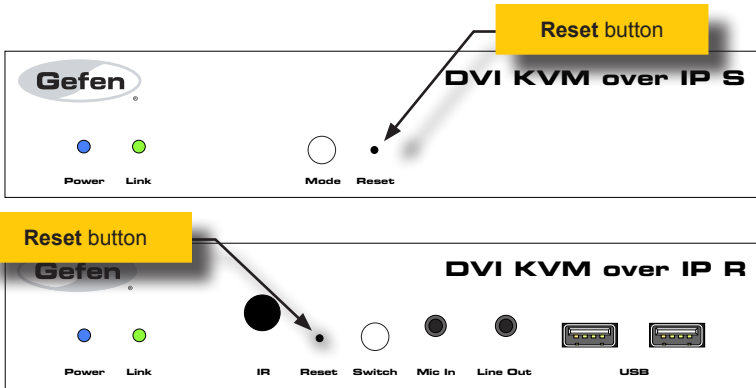 Reset button
Gefen
®
DVI KVM over IP S
Power Link Mode Reset
Reset button
Gefen
®
DVI KVM over IP R
Power Link IR Reset Switch Mic In Line Out USB